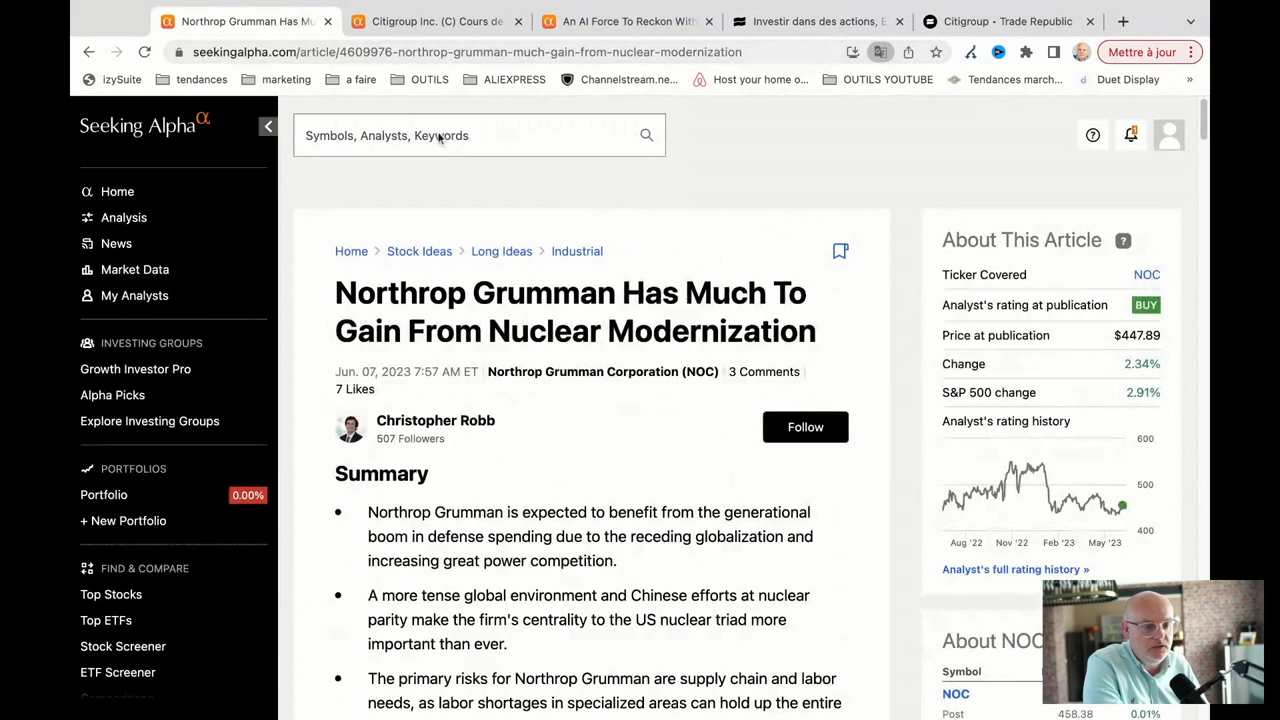 Northrop Grumman Has Mu
Citigroup Inc. (C) Cours de
An AI Force To Reckon With
Investir dans des actions, E
Citigroup • Trade Republic
seekingalpha.com/article/4609976-northrop-grumman-much-gain-from-nuclear-modernization
Mettre à jour
izySuite
tendances
marketing
a faire
OUTILS
ALIEXPRESS
Channelstream.ne...
Host your home o...
OUTILS YOUTUBE
Tendances march...
Duet Display
»
Seeking Alpha α
Symbols, Analysts, Keywords
Home
Analysis
News
Market Data
My Analysts
INVESTING GROUPS
Growth Investor Pro
Alpha Picks
Explore Investing Groups
PORTFOLIOS
Portfolio 0.00%
+ New Portfolio
FIND & COMPARE
Top Stocks
Top ETFs
Stock Screener
ETF Screener
Home > Stock Ideas > Long Ideas > Industrial
Northrop Grumman Has Much To
Gain From Nuclear Modernization
Jun. 07, 2023 7:57 AM ET | Northrop Grumman Corporation (NOC) | 3 Comments |
7 Likes
Christopher Robb
507 Followers
Follow
Summary
• Northrop Grumman is expected to benefit from the generational
boom in defense spending due to the receding globalization and
increasing great power competition.
• A more tense global environment and Chinese efforts at nuclear
parity make the firm's centrality to the US nuclear triad more
important than ever.
• The primary risks for Northrop Grumman are supply chain and labor
needs, as labor shortages in specialized areas can hold up the entire
About This Article ?
Ticker Covered NOC
Analyst's rating at publication BUY
Price at publication $447.89
Change 2.34%
S&P 500 change 2.91%
Analyst's rating history
600
500
400
Aug '22 Nov '22 Feb '23 May '23
Analyst's full rating history »
About NOC
Symbol
NOC
Post 458.38 0.01%